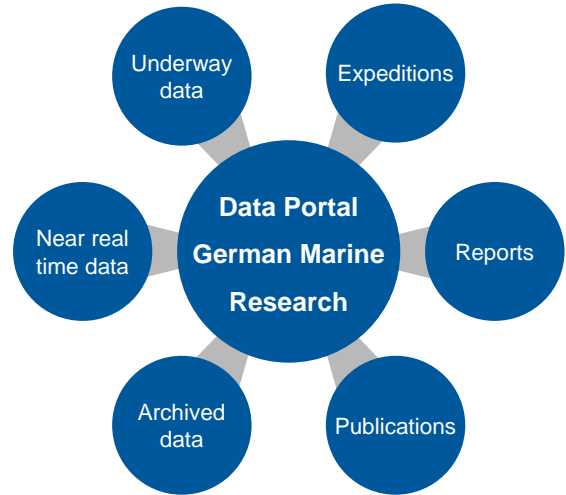 Underway
data
Expeditions
Data Portal
German Marine
Research
Near real
time data
Reports
Archived
data
Publications